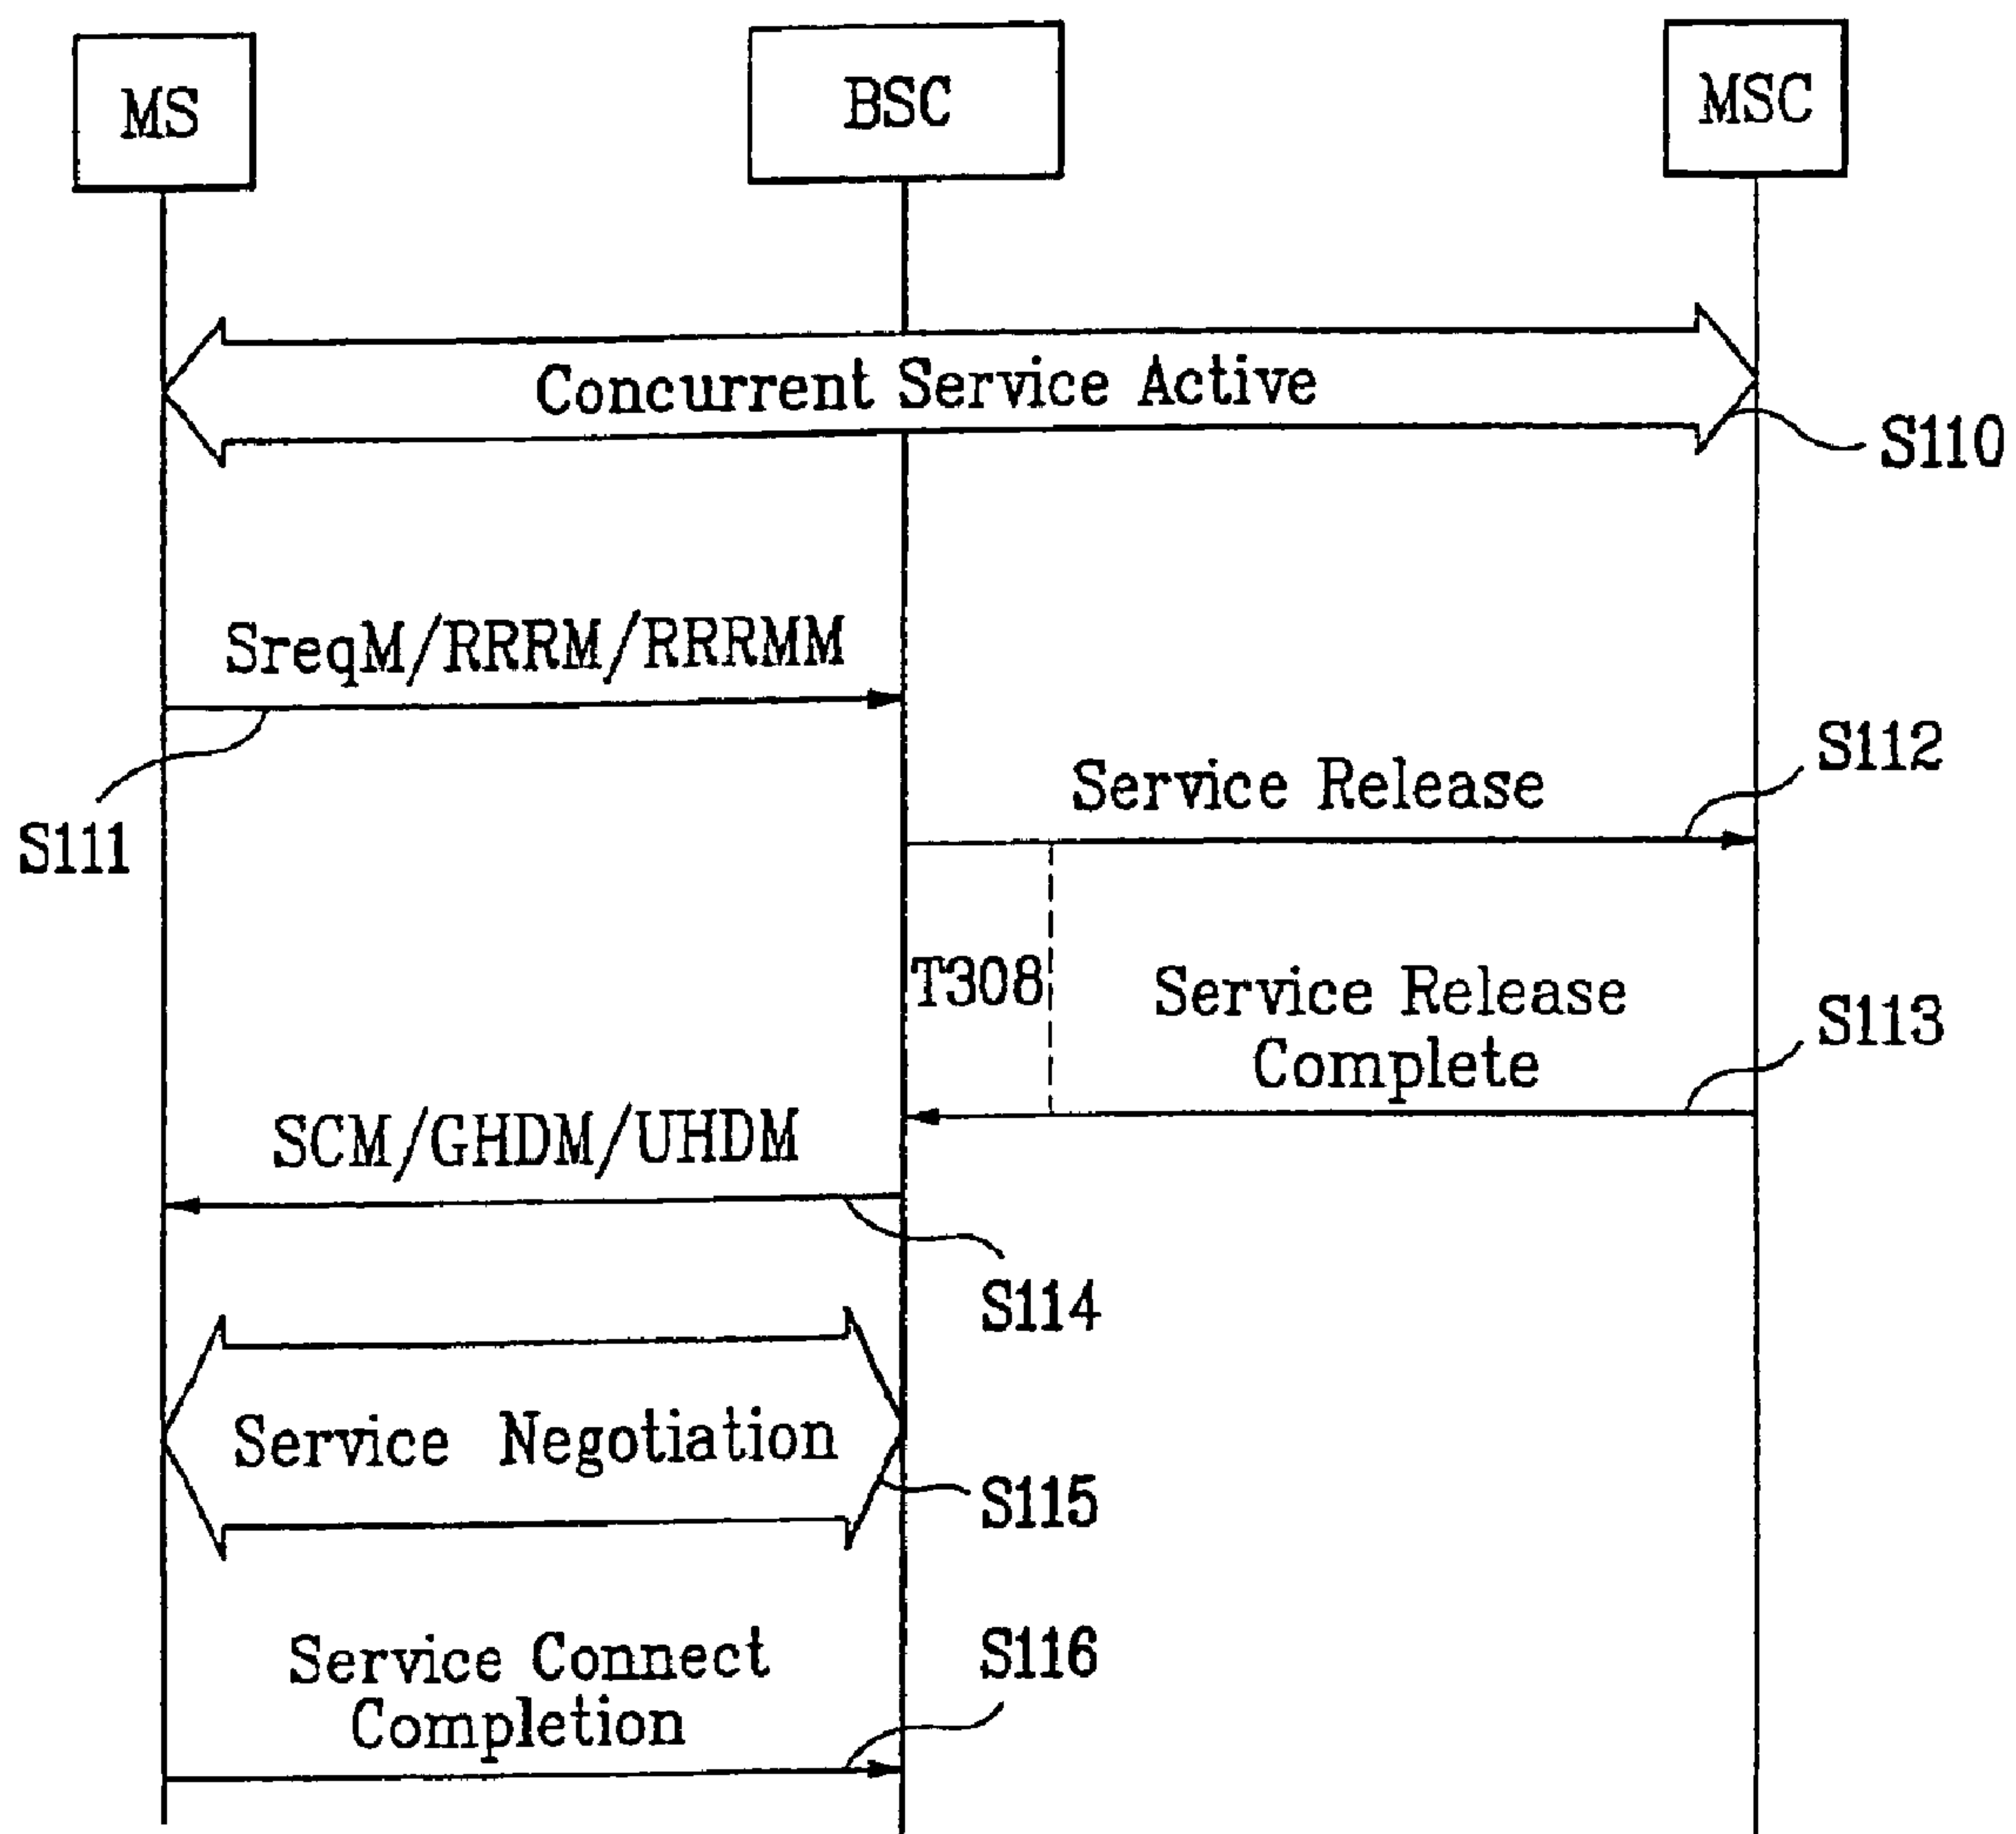 MS
BSC
MSC
Concurrent Service Active
S110
SreqM/RRRM/RRRMM
S111
Service Release
S112
T308
Service Release
Complete
S113
SCM/GHDM/UHDM
S114
Service Negotiation
S115
Service Connect
Completion
S116